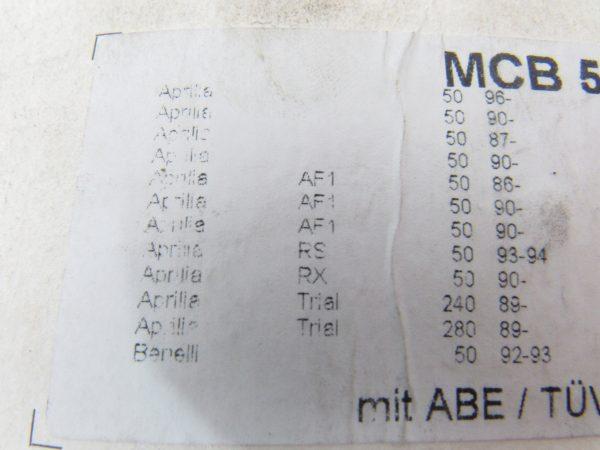 MCB 5
Aprilia 50 96-
Aprilia 50 90-
Aprilia 50 87-
Aprilia 50 90-
Aprilia AF1 50 86-
Aprilia AF1 50 90-
Aprilia AF1 50 90-
Aprilia RS 50 93-94
Aprilia RX 50 90-
Aprilia Trial 240 89-
Aprilia Trial 280 89-
Benelli 50 92-93
mit ABE / TÜV